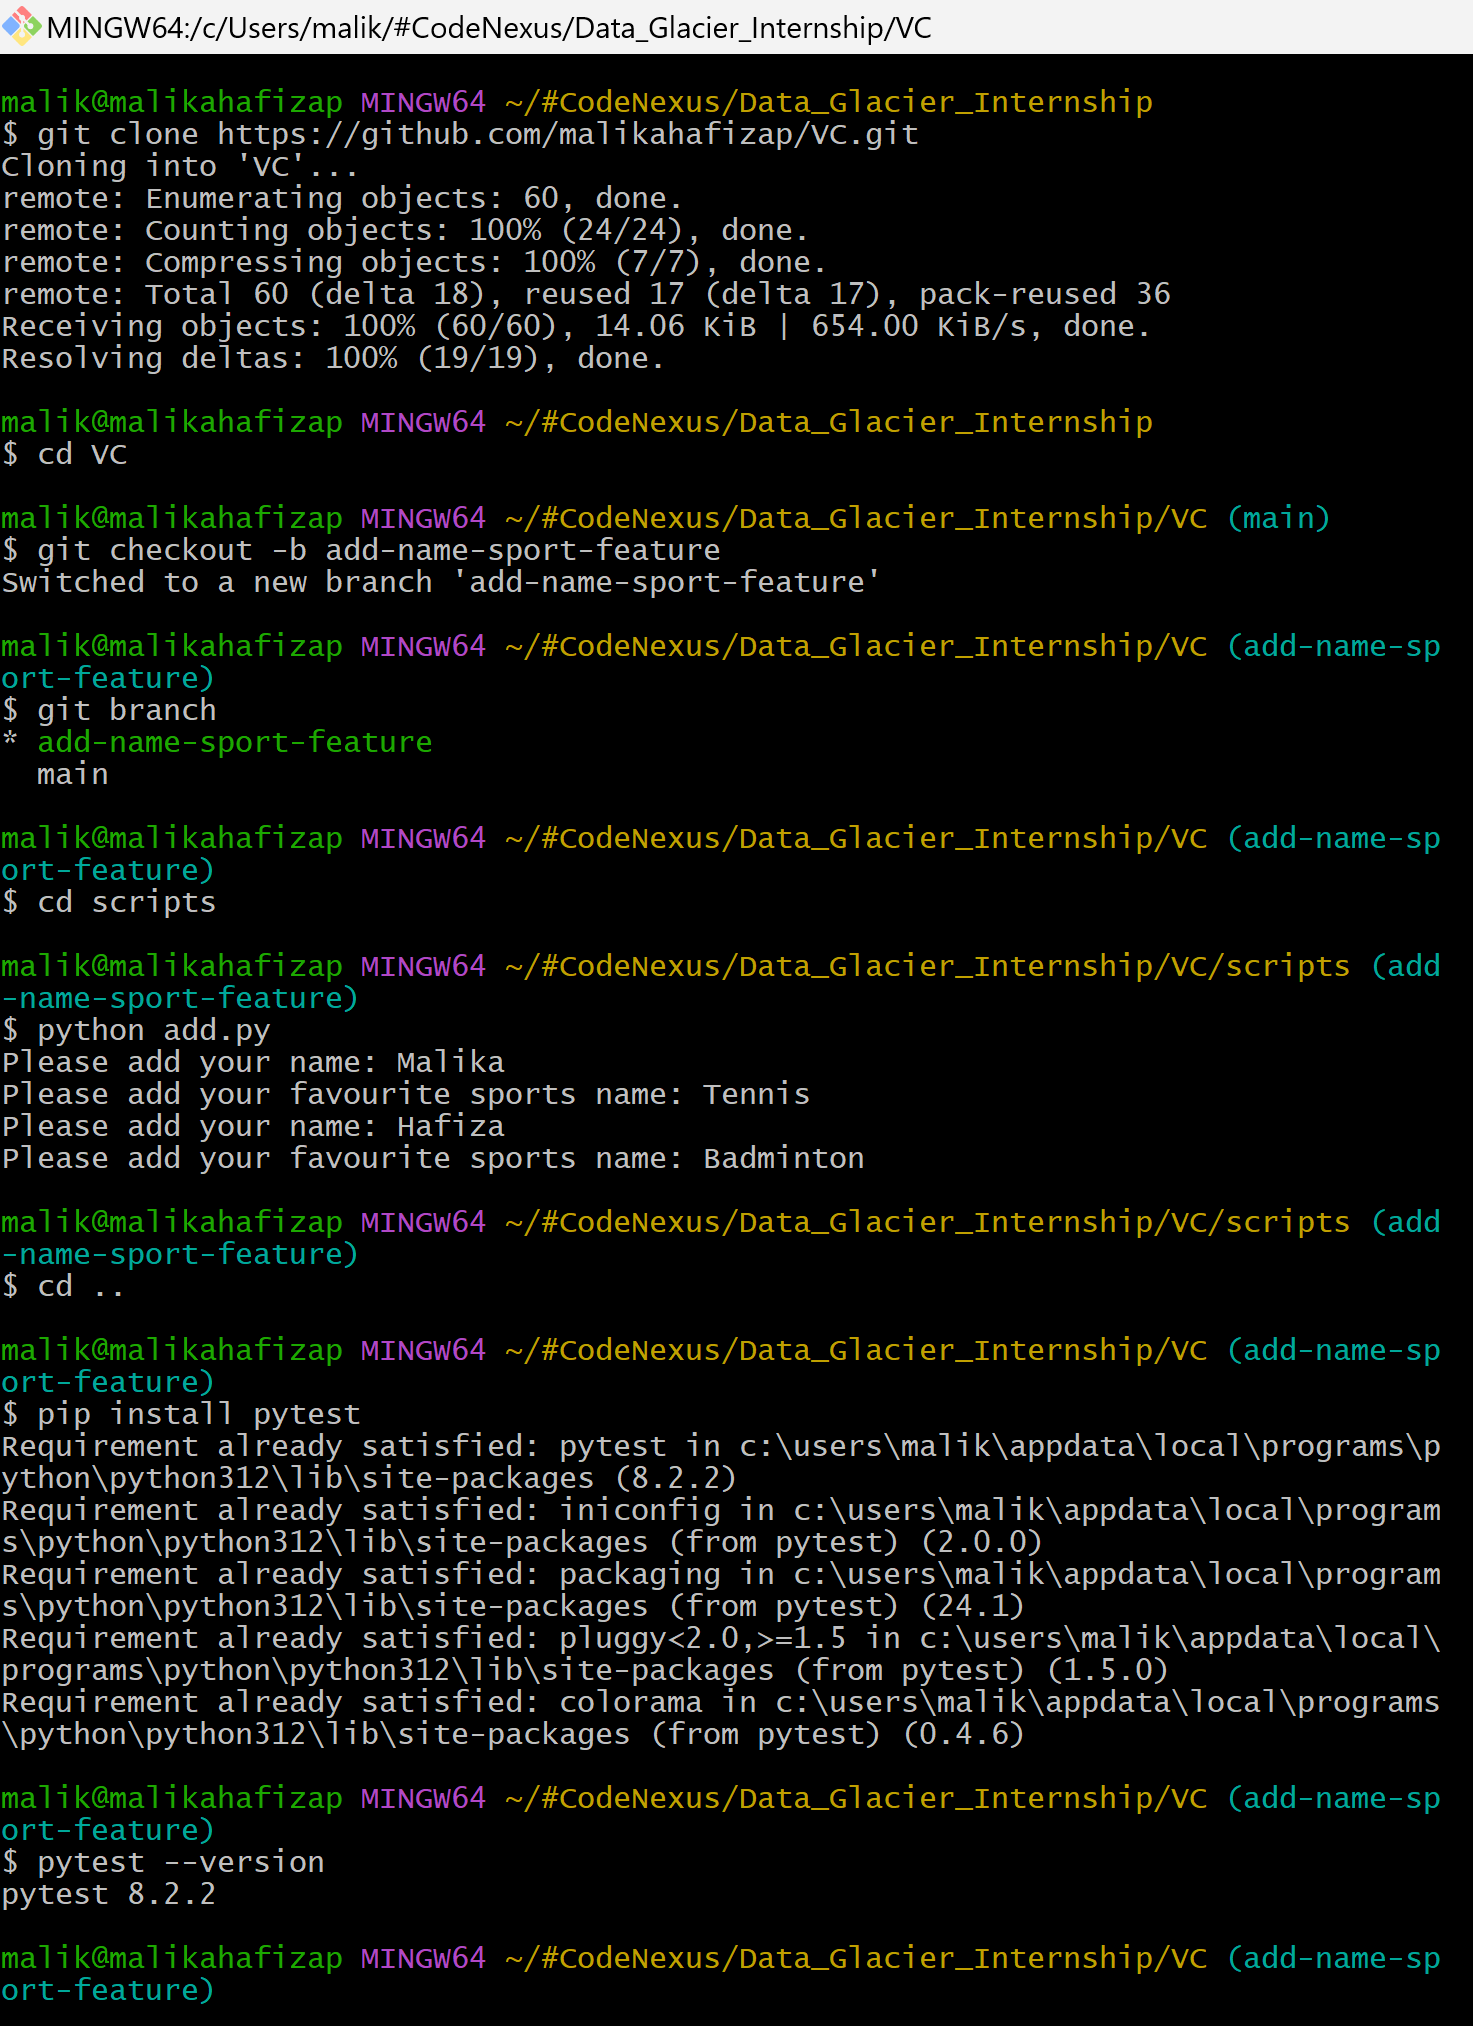 MINGW64:/c/Users/malik/#CodeNexus/Data_Glacier_Internship/VC
malik@malikahafizap MINGW64 ~/#CodeNexus/Data_Glacier_Internship
$ git clone https://github.com/malikahafizap/VC.git
Cloning into 'VC'...
remote: Enumerating objects: 60, done.
remote: Counting objects: 100% (24/24), done.
remote: Compressing objects: 100% (7/7), done.
remote: Total 60 (delta 18), reused 17 (delta 17), pack-reused 36
Receiving objects: 100% (60/60), 14.06 KiB | 654.00 KiB/s, done.
Resolving deltas: 100% (19/19), done.
malik@malikahafizap MINGW64 ~/#CodeNexus/Data_Glacier_Internship
$ cd VC
malik@malikahafizap MINGW64 ~/#CodeNexus/Data_Glacier_Internship/VC (main)
$ git checkout -b add-name-sport-feature
Switched to a new branch 'add-name-sport-feature'
malik@malikahafizap MINGW64 ~/#CodeNexus/Data_Glacier_Internship/VC (add-name-sp
ort-feature)
$ git branch
* add-name-sport-feature
  main
malik@malikahafizap MINGW64 ~/#CodeNexus/Data_Glacier_Internship/VC (add-name-sp
ort-feature)
$ cd scripts
malik@malikahafizap MINGW64 ~/#CodeNexus/Data_Glacier_Internship/VC/scripts (add
-name-sport-feature)
$ python add.py
Please add your name: Malika
Please add your favourite sports name: Tennis
Please add your name: Hafiza
Please add your favourite sports name: Badminton
malik@malikahafizap MINGW64 ~/#CodeNexus/Data_Glacier_Internship/VC/scripts (add
-name-sport-feature)
$ cd ..
malik@malikahafizap MINGW64 ~/#CodeNexus/Data_Glacier_Internship/VC (add-name-sp
ort-feature)
$ pip install pytest
Requirement already satisfied: pytest in c:\users\malik\appdata\local\programs\p
ython\python312\lib\site-packages (8.2.2)
Requirement already satisfied: iniconfig in c:\users\malik\appdata\local\program
s\python\python312\lib\site-packages (from pytest) (2.0.0)
Requirement already satisfied: packaging in c:\users\malik\appdata\local\program
s\python\python312\lib\site-packages (from pytest) (24.1)
Requirement already satisfied: pluggy<2.0,>=1.5 in c:\users\malik\appdata\local\
programs\python\python312\lib\site-packages (from pytest) (1.5.0)
Requirement already satisfied: colorama in c:\users\malik\appdata\local\programs
\python\python312\lib\site-packages (from pytest) (0.4.6)
malik@malikahafizap MINGW64 ~/#CodeNexus/Data_Glacier_Internship/VC (add-name-sp
ort-feature)
$ pytest --version
pytest 8.2.2
malik@malikahafizap MINGW64 ~/#CodeNexus/Data_Glacier_Internship/VC (add-name-sp
ort-feature)